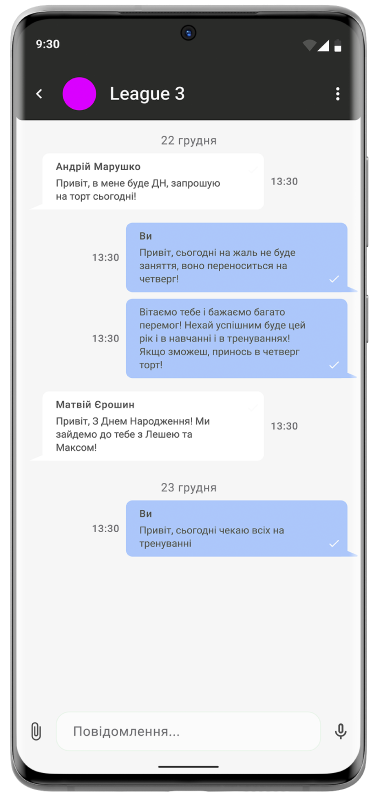 9:30
League 3
22 грудня
Андрій Марушко
Привіт, в мене буде ДН, запрошую
на торт сьогодні!
13:30
Ви
Привіт, сьогодні на жаль не буде
заняття, воно переноситься на
четверг!
13:30
Вітаємо тебе і бажаємо багато
перемог! Нехай успішним буде цей
рік і в навчанні і в тренуваннях!
Якщо зможеш, принось в четверг
торт!
13:30
Матвій Єрошин
Привіт, З Днем Народження! Ми
зайдемо до тебе з Лешею та
Максом!
13:30
23 грудня
Ви
Привіт, сьогодні чекаю всіх на
тренуванні
13:30
Повідомлення...